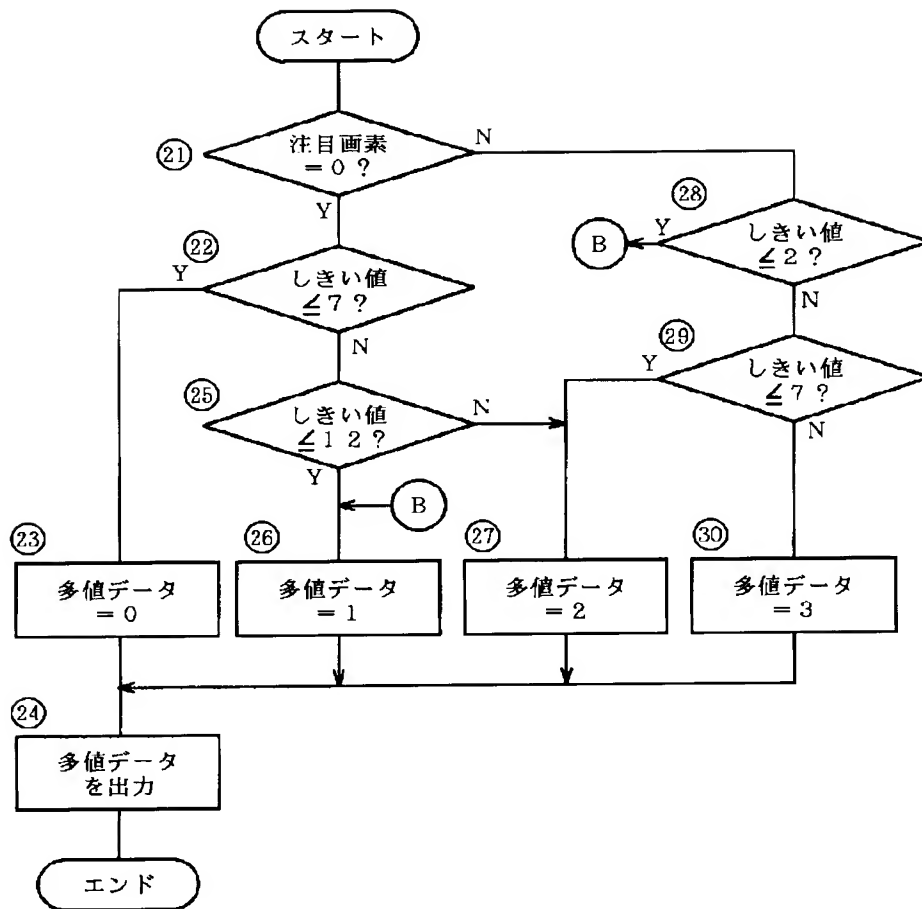 スタート
21
注目画素
=0?
N
Y
28
しきい値
≦2?
Y
B
N
22
しきい値
≦7?
Y
N
29
しきい値
≦7?
Y
N
25
しきい値
≦12?
N
Y
B
23
多値データ
=0
26
多値データ
=1
27
多値データ
=2
30
多値データ
=3
24
多値データ
を出力
エンド